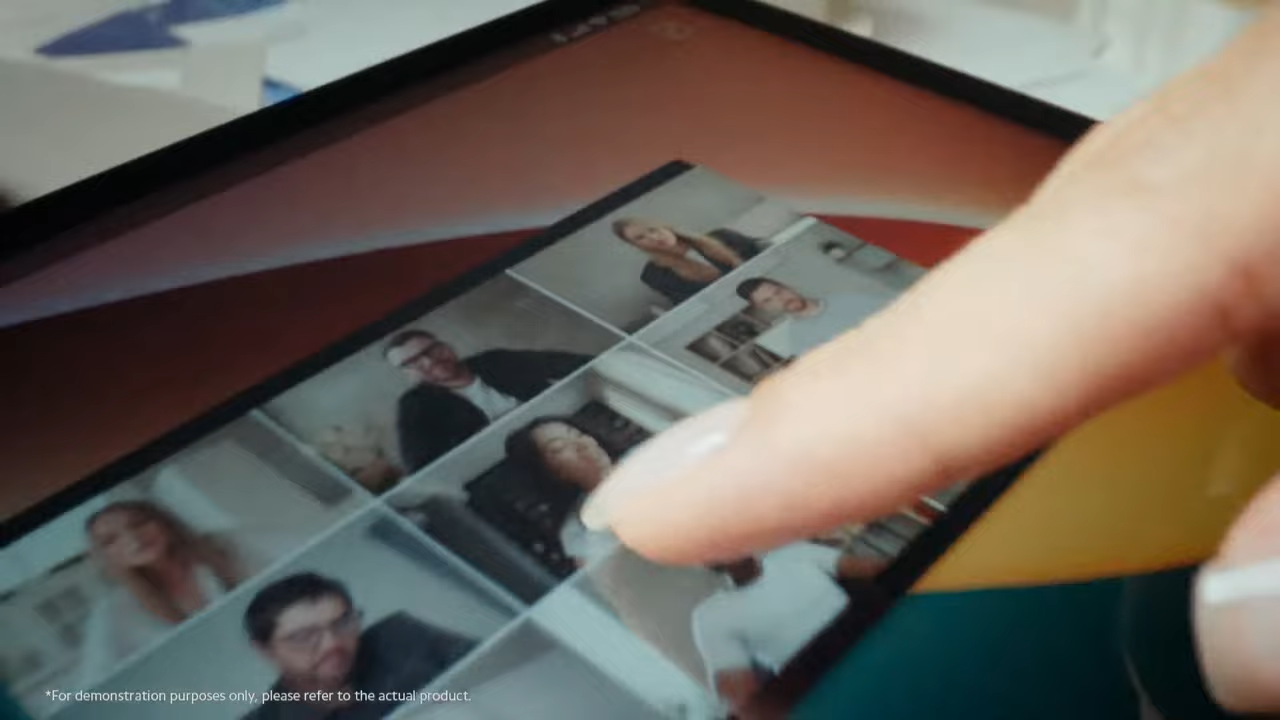 *For demonstration purposes only, please refer to the actual product.